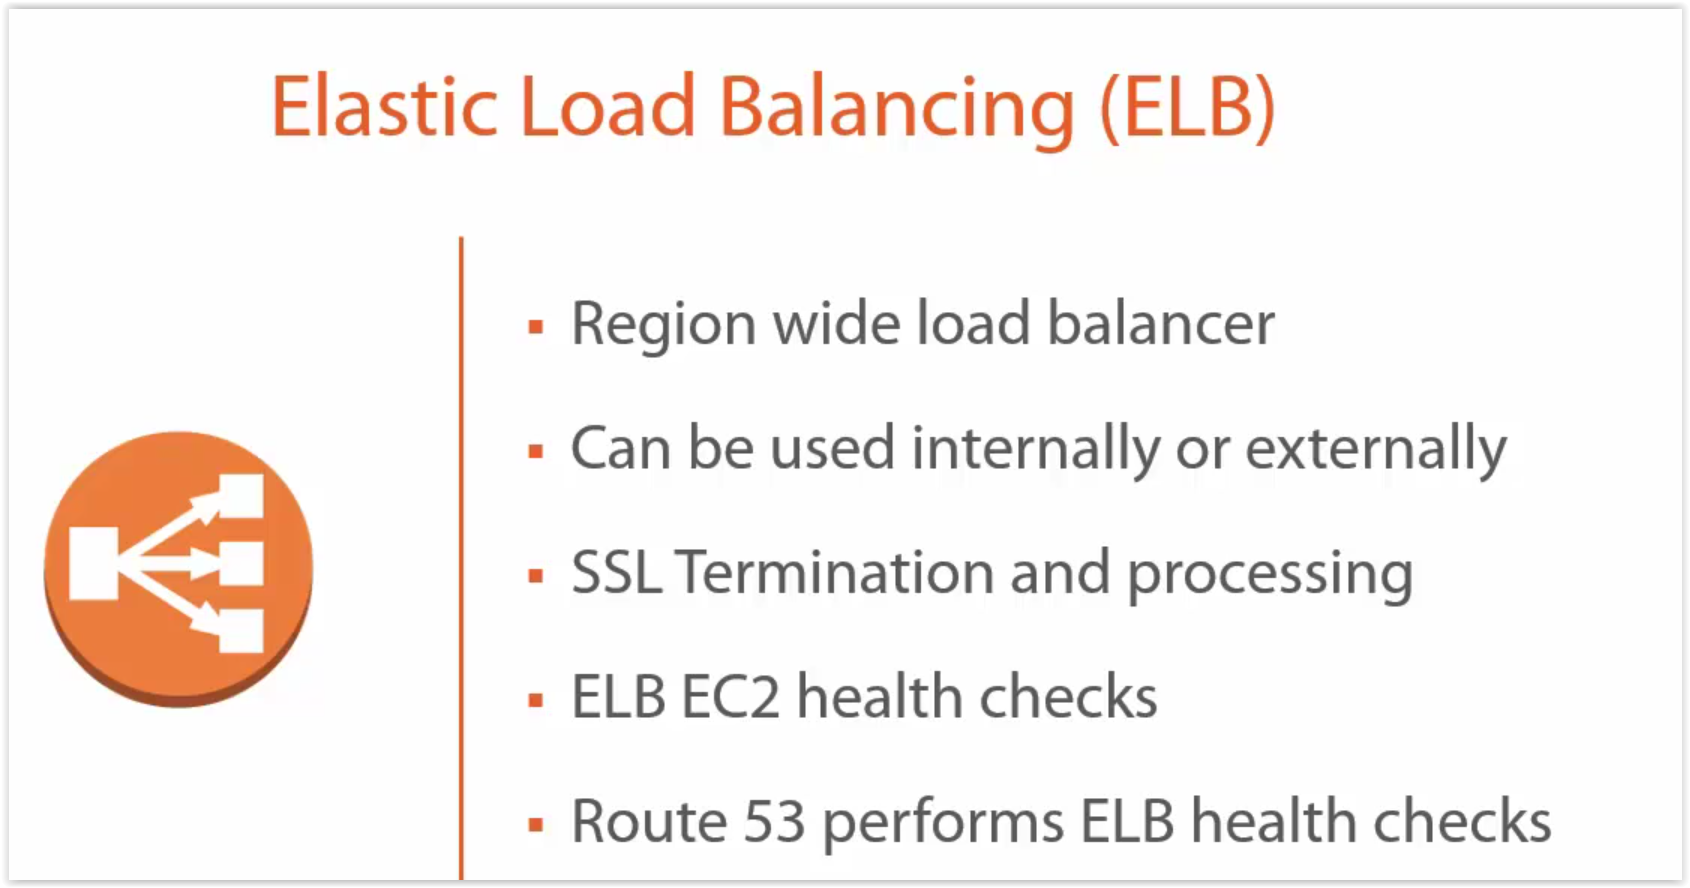 Elastic Load Balancing (ELB)
▪ Region wide load balancer
▪ Can be used internally or externally
▪ SSL Termination and processing
▪ ELB EC2 health checks
▪ Route 53 performs ELB health checks